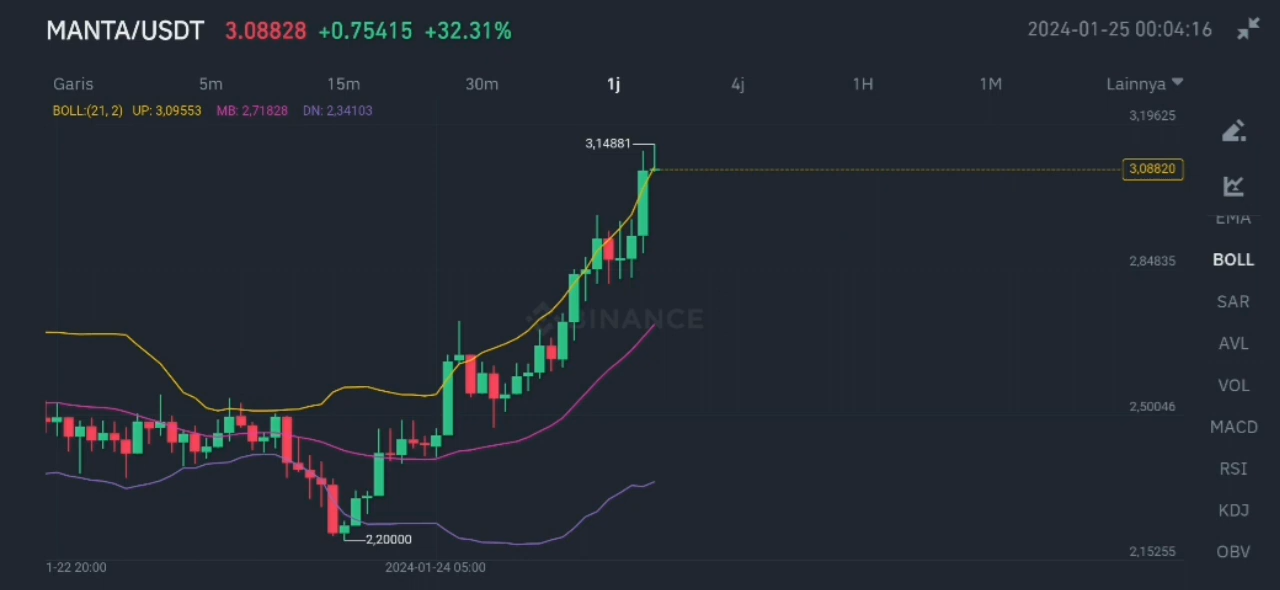 MANTA/USDT 3.08828 +0.75415 +32.31% 2024-01-25 00:04:16
Garis 5m 15m 30m 1j 4j 1H 1M Lainnya
BOLL:(21, 2) UP: 3,09553 MB: 2,71828 DN: 2,34103
3,19625
3,14881
3,08820
EMA
2,84835
BOLL
SAR
BINANCE
AVL
VOL
2,50046
MACD
RSI
KDJ
2,20000
2,15255
OBV
1-22 20:00 2024-01-24 05:00